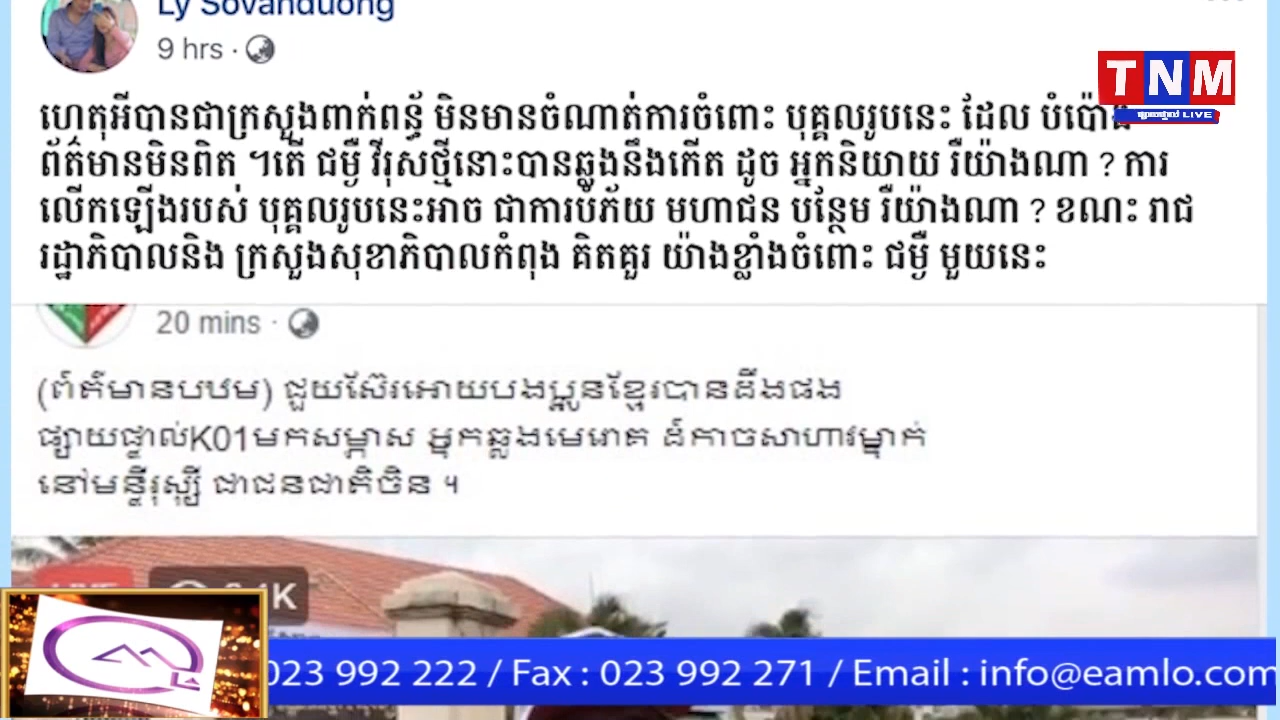 Ly Sovanduong
9 hrs ·
TNM
LIVE
ហេតុអីបានជាក្រសួងពាក់ពន្ធ័ មិនមានចំណាត់ការចំពោះ បុគ្គលរូបនេះ ដែល បំប៉ោង
ព័ត៌មានមិនពិត ។តើ ជម្ងឺ វីរុសថ្មីនោះបានឆ្លងនឹងកើត ដូច អ្នកនិយាយ រឺយ៉ាងណា ? ការ
លើកឡើងរបស់ បុគ្គលរូបនេះអាច ជាការបំភ័យ មហាជន បន្ថែម រឺយ៉ាងណា ? ខណះ រាជ
រដ្ឋាភិបាលនិង ក្រសួងសុខាភិបាលកំពុង គិតគួរ យ៉ាងខ្លាំងចំពោះ ជម្ងឺ មួយនេះ
20 mins ·
(ព័ត៌មានបឋម) ជួយស៊ែរអោយបងប្អូនខ្មែរបានដឹងផង
ផ្សាយផ្ទាល់K01មកសម្ភាស អ្នកឆ្លងមេរោគ ដ៍កាចសាហាវម្នាក់
នៅមន្ទីរុស្ស៊ី ជាជនជាតិចិន ។
LIVE
023 992 222 / Fax : 023 992 271 / Email : info@eamlo.com